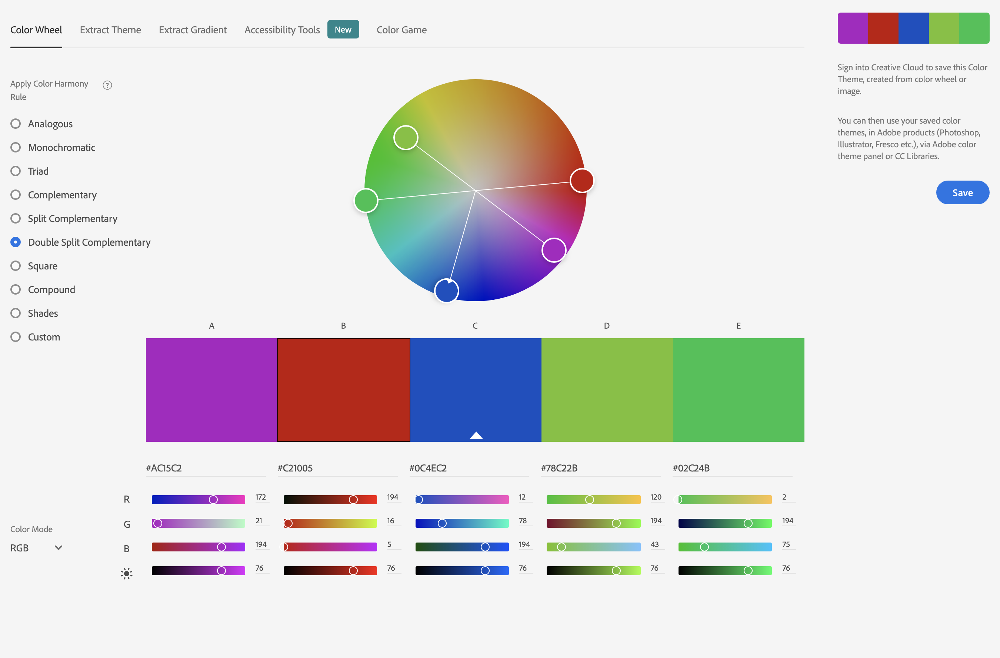 Color Wheel
Extract Theme
Extract Gradient
Accessibility Tools
New
Color Game
Apply Color Harmony
Rule
?
Analogous
Monochromatic
Triad
Complementary
Split Complementary
Double Split Complementary
Square
Compound
Shades
Custom
Sign into Creative Cloud to save this Color
Theme, created from color wheel or
image.
You can then use your saved color
themes, in Adobe products (Photoshop,
Illustrator, Fresco etc.), via Adobe color
theme panel or CC Libraries.
Save
A B C D E
#AC15C2 #C21005 #0C4EC2 #78C22B #02C24B
R 172 194 12 120 2
G 21 16 78 194 194
B 194 5 194 43 75
76 76 76 76 76
Color Mode
RGB